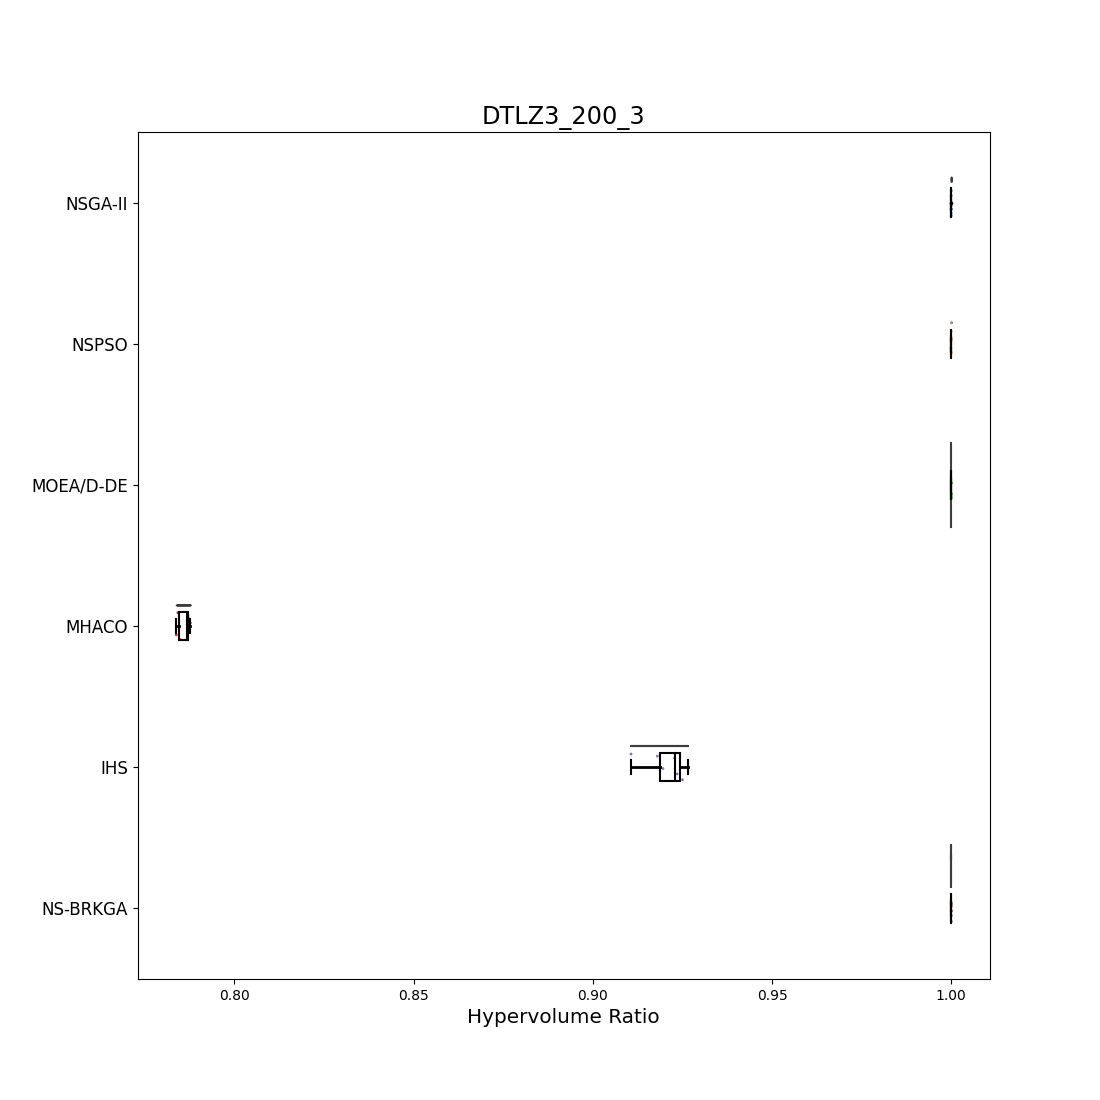 DTLZ3_200_3
NSGA-II
NSPSO
MOEA/D-DE
MHACO
IHS
NS-BRKGA
0.80 0.85 0.90 0.95 1.00
Hypervolume Ratio